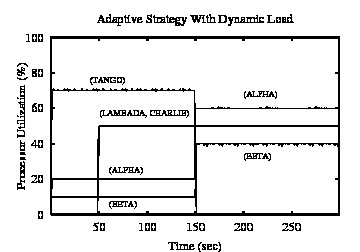 Adaptive Strategy With Dynamic Load
100
80
60
40
20
0
Processor Utilization (%)
(TANGO)
(ALPHA)
(LAMBADA, CHARLIE)
(ALPHA)
(BETA)
(BETA)
50
100
150
200
250
Time (sec)